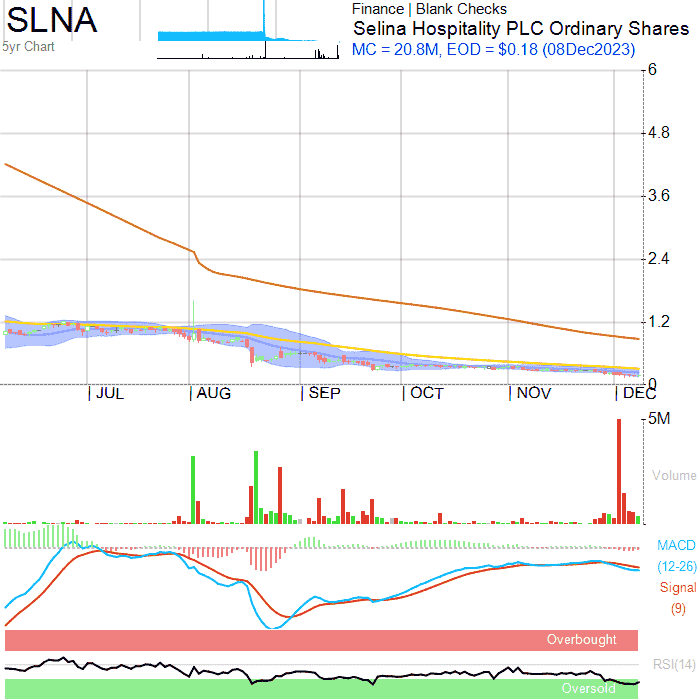 SLNA
Finance | Blank Checks
Selina Hospitality PLC Ordinary Shares
5yr Chart
MC = 20.8M, EOD = $0.18 (08Dec2023)
6
4.8
3.6
2.4
1.2
0
| JUL | AUG | SEP | OCT | NOV | DEC
5M
Volume
MACD
(12-26)
Signal
(9)
Overbought
RSI(14)
Oversold